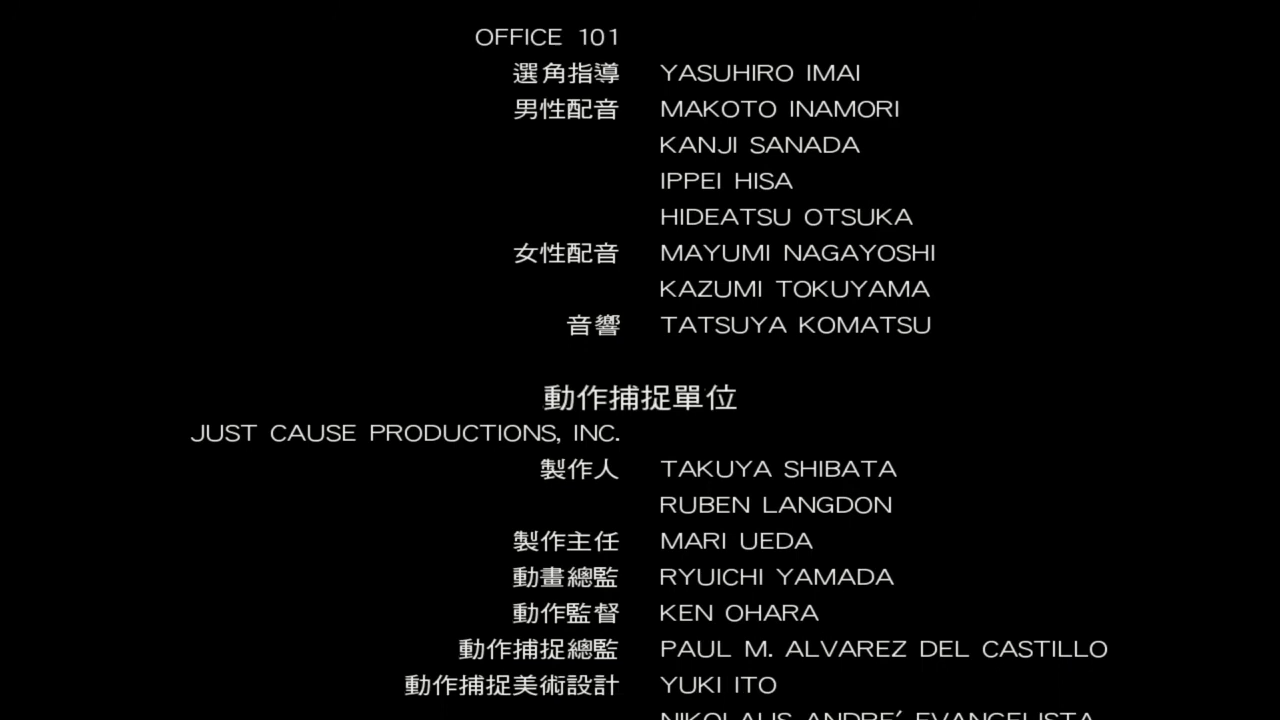 OFFICE 101
選角指導 YASUHIRO IMAI
男性配音 MAKOTO INAMORI
KANJI SANADA
IPPEI HISA
HIDEATSU OTSUKA
女性配音 MAYUMI NAGAYOSHI
KAZUMI TOKUYAMA
音響 TATSUYA KOMATSU
動作捕捉單位
JUST CAUSE PRODUCTIONS, INC.
製作人 TAKUYA SHIBATA
RUBEN LANGDON
製作主任 MARI UEDA
動畫總監 RYUICHI YAMADA
動作監督 KEN OHARA
動作捕捉總監 PAUL M. ALVAREZ DEL CASTILLO
動作捕捉美術設計 YUKI ITO
NIKOLAUS ANDRE' EVANGELISTA